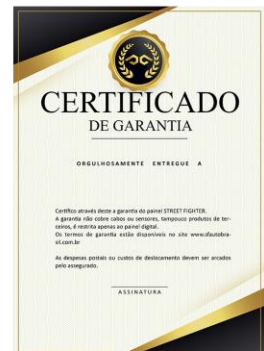 CERTIFICADO
DE GARANTIA
ORGULHOSAMENTE ENTREGUE A
Certifico através deste a garantia do painel STREET FIGHTER.
A garantia não cobre cabos ou sensores, tampouco produtos de ter-
ceiros, é restrita apenas ao painel digital.
Os termos de garantia estão disponíveis no site www.sfautobra-
sil.com.br
As despesas postais ou custos de deslocamento devem ser arcados
pelo assegurado.
ASSINATURA